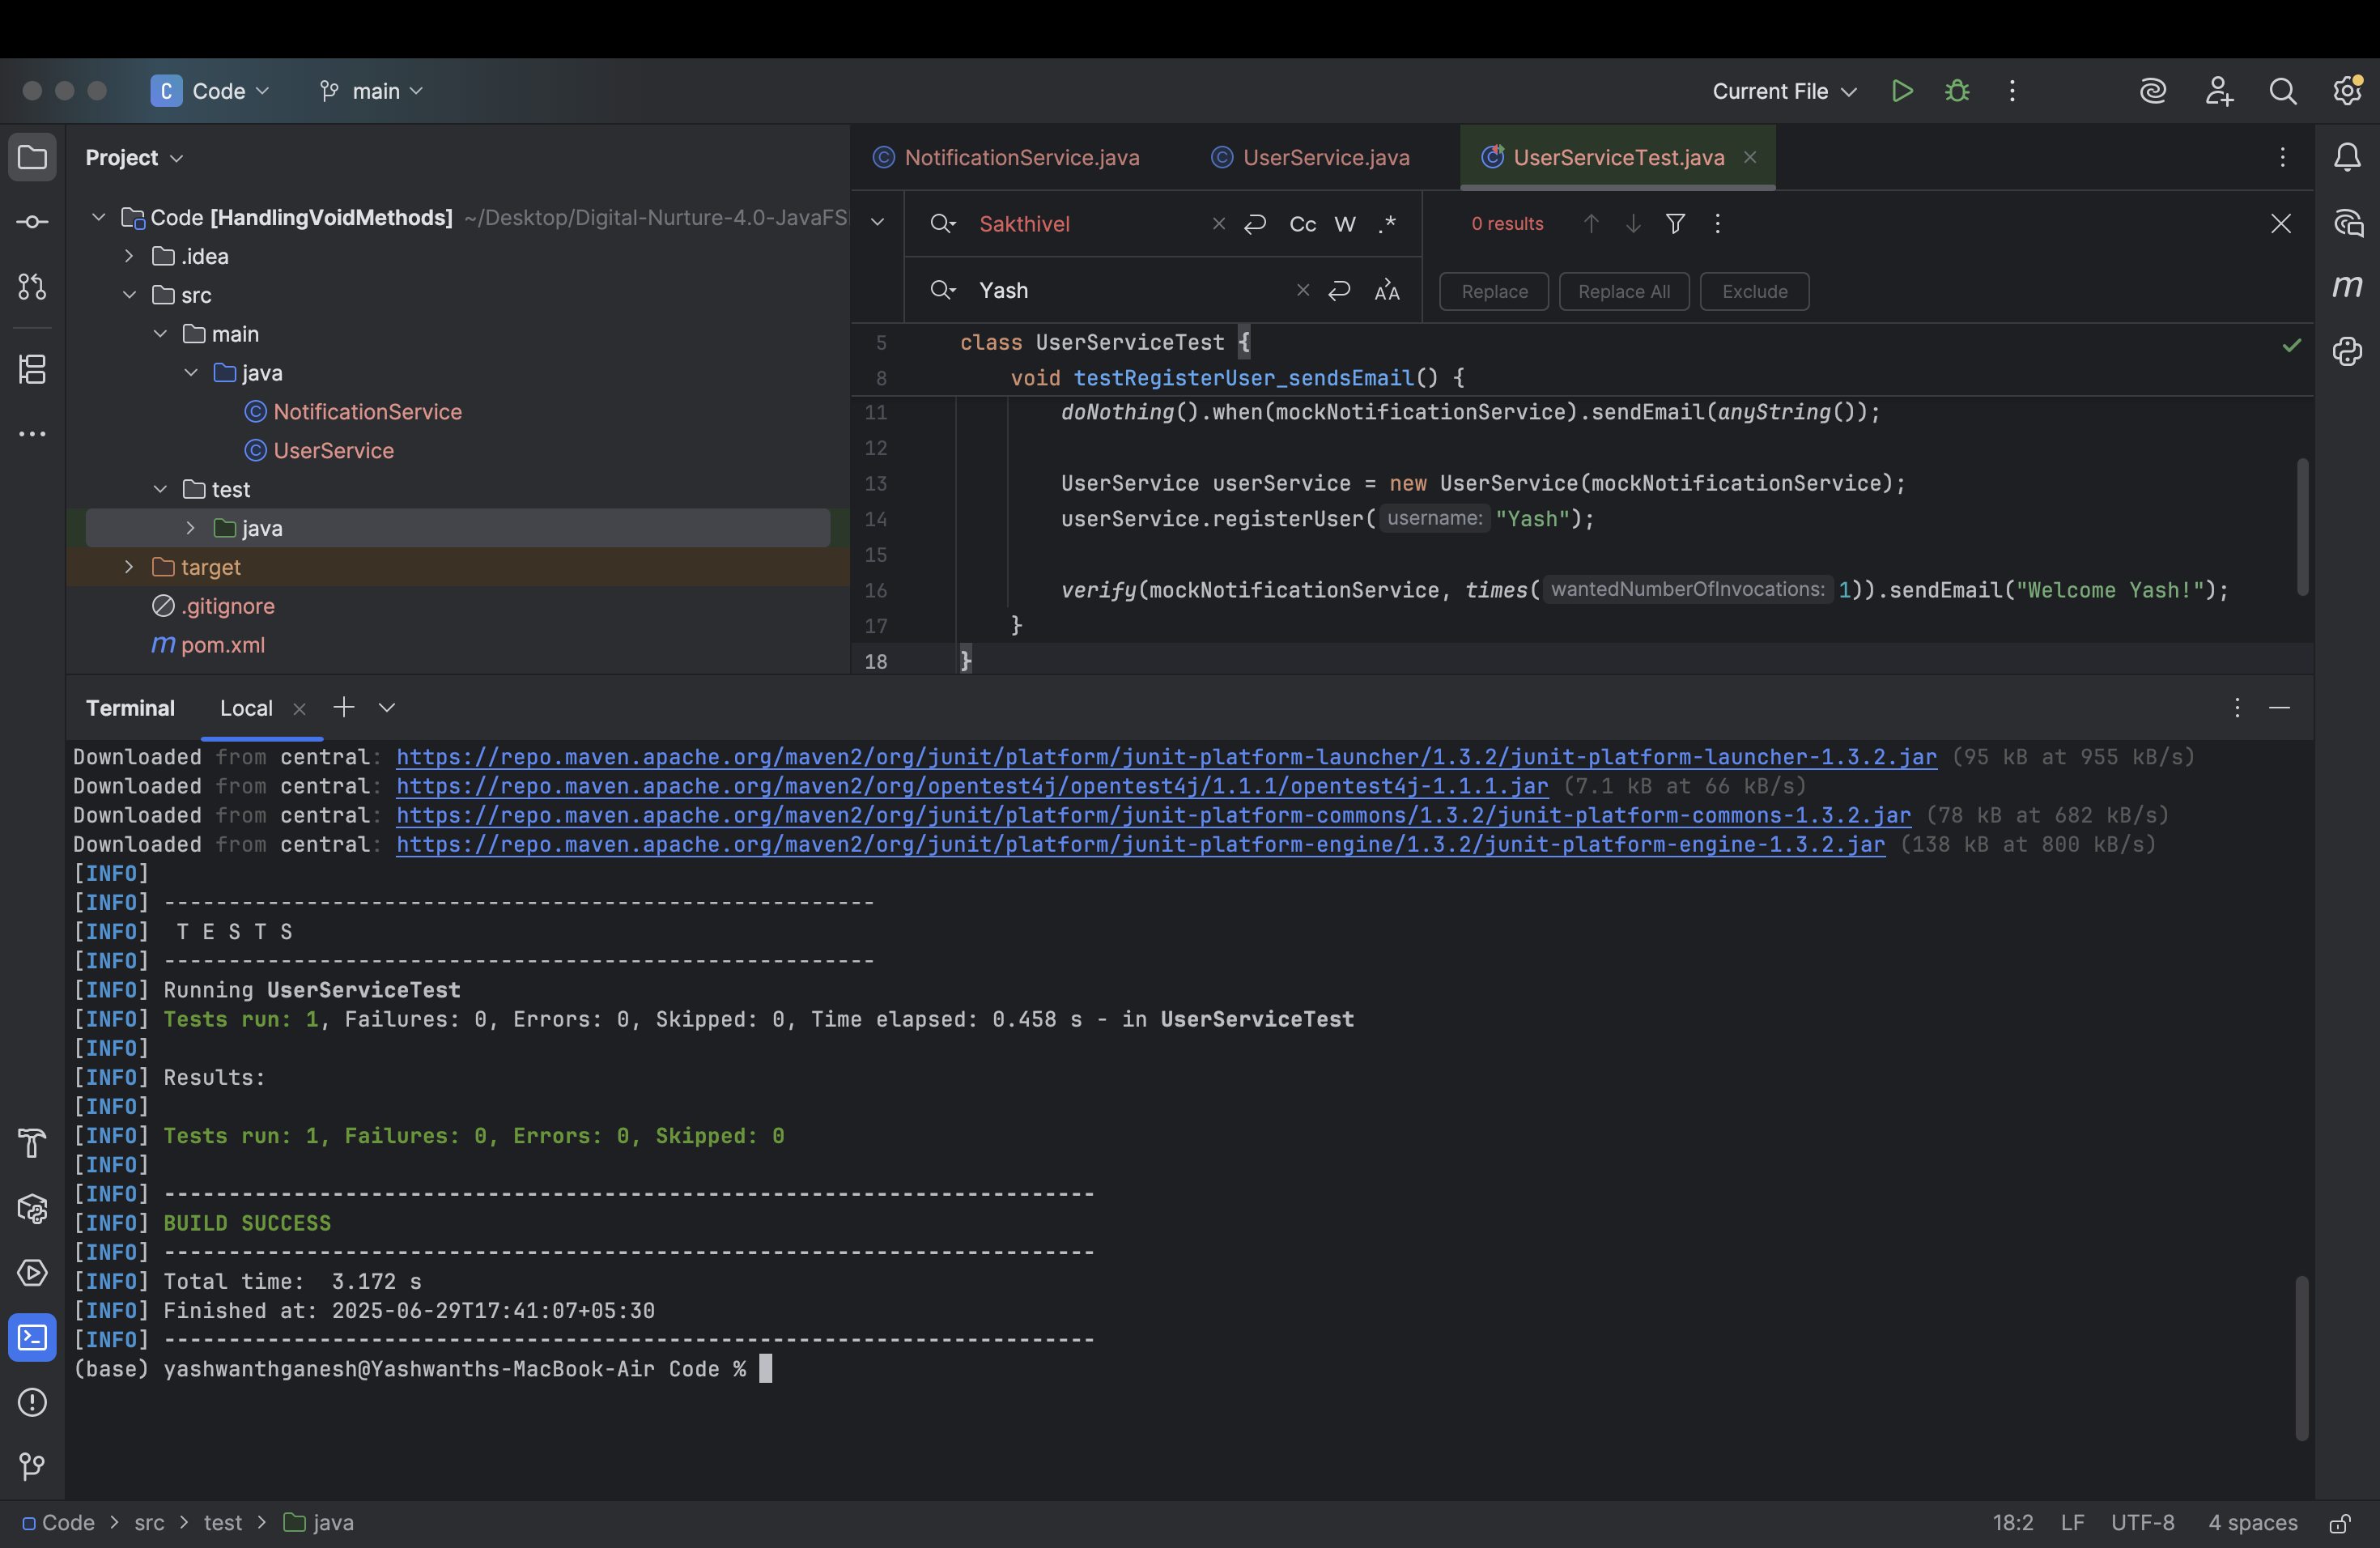 C Code main Current File
Project
Code [HandlingVoidMethods] ~/Desktop/Digital-Nurture-4.0-JavaFS
.idea
src
main
java
NotificationService
UserService
test
java
target
.gitignore
pom.xml
NotificationService.java UserService.java UserServiceTest.java
Sakthivel Cc W .* 0 results
Yash Replace Replace All Exclude
5 class UserServiceTest {
8 void testRegisterUser_sendsEmail() {
11 doNothing().when(mockNotificationService).sendEmail(anyString());
12
13 UserService userService = new UserService(mockNotificationService);
14 userService.registerUser( username: "Yash");
15
16 verify(mockNotificationService, times( wantedNumberOfInvocations: 1)).sendEmail("Welcome Yash!");
17 }
18 }
Terminal Local
Downloaded from central: https://repo.maven.apache.org/maven2/org/junit/platform/junit-platform-launcher/1.3.2/junit-platform-launcher-1.3.2.jar (95 kB at 955 kB/s)
Downloaded from central: https://repo.maven.apache.org/maven2/org/opentest4j/opentest4j/1.1.1/opentest4j-1.1.1.jar (7.1 kB at 66 kB/s)
Downloaded from central: https://repo.maven.apache.org/maven2/org/junit/platform/junit-platform-commons/1.3.2/junit-platform-commons-1.3.2.jar (78 kB at 682 kB/s)
Downloaded from central: https://repo.maven.apache.org/maven2/org/junit/platform/junit-platform-engine/1.3.2/junit-platform-engine-1.3.2.jar (138 kB at 800 kB/s)
[INFO]
[INFO] -------------------------------------------------------
[INFO]  T E S T S
[INFO] -------------------------------------------------------
[INFO] Running UserServiceTest
[INFO] Tests run: 1, Failures: 0, Errors: 0, Skipped: 0, Time elapsed: 0.458 s - in UserServiceTest
[INFO]
[INFO] Results:
[INFO]
[INFO] Tests run: 1, Failures: 0, Errors: 0, Skipped: 0
[INFO]
[INFO] ------------------------------------------------------------------------
[INFO] BUILD SUCCESS
[INFO] ------------------------------------------------------------------------
[INFO] Total time:  3.172 s
[INFO] Finished at: 2025-06-29T17:41:07+05:30
[INFO] ------------------------------------------------------------------------
(base) yashwanthganesh@Yashwanths-MacBook-Air Code %
Code > src > test > java 18:2 LF UTF-8 4 spaces